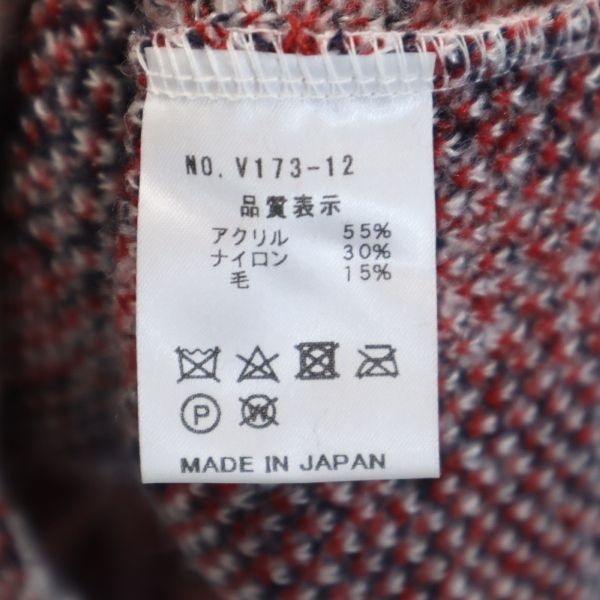 NO. V173-12
品質表示
アクリル 55%
ナイロン 30%
毛 15%
P W
MADE IN JAPAN